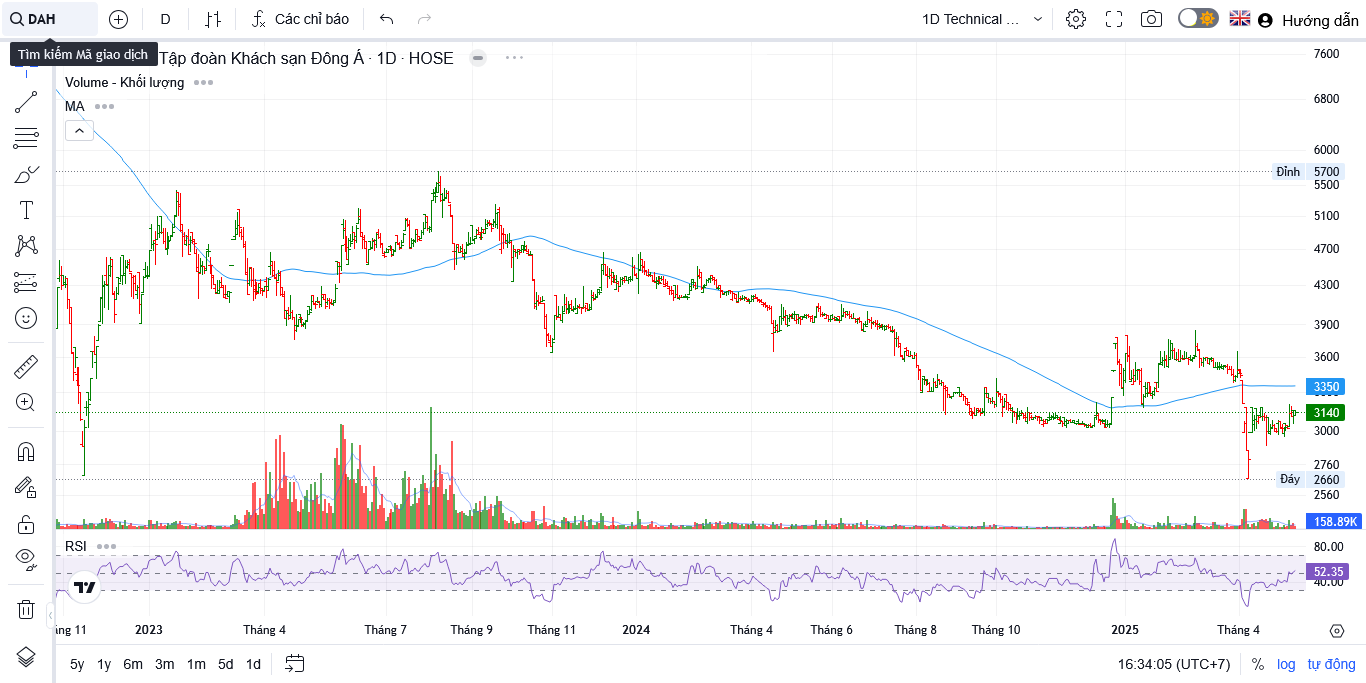 DAH
D
Các chỉ báo
1D Technical ...
Hướng dẫn
Tìm kiếm Mã giao dịch
Tập đoàn Khách sạn Đông Á · 1D · HOSE
Volume - Khối lượng
MA
7600
6800
6000
Đỉnh 5700
5500
5100
4700
4300
3900
3600
3350
3140
3000
2760
Đáy 2660
2560
158.89K
RSI
80.00
52.35
40.00
2023
Tháng 4
Tháng 7
Tháng 9
Tháng 11
2024
Tháng 4
Tháng 6
Tháng 8
Tháng 10
2025
Tháng 4
5y 1y 6m 3m 1m 5d 1d
16:34:05 (UTC+7)
% log tự động